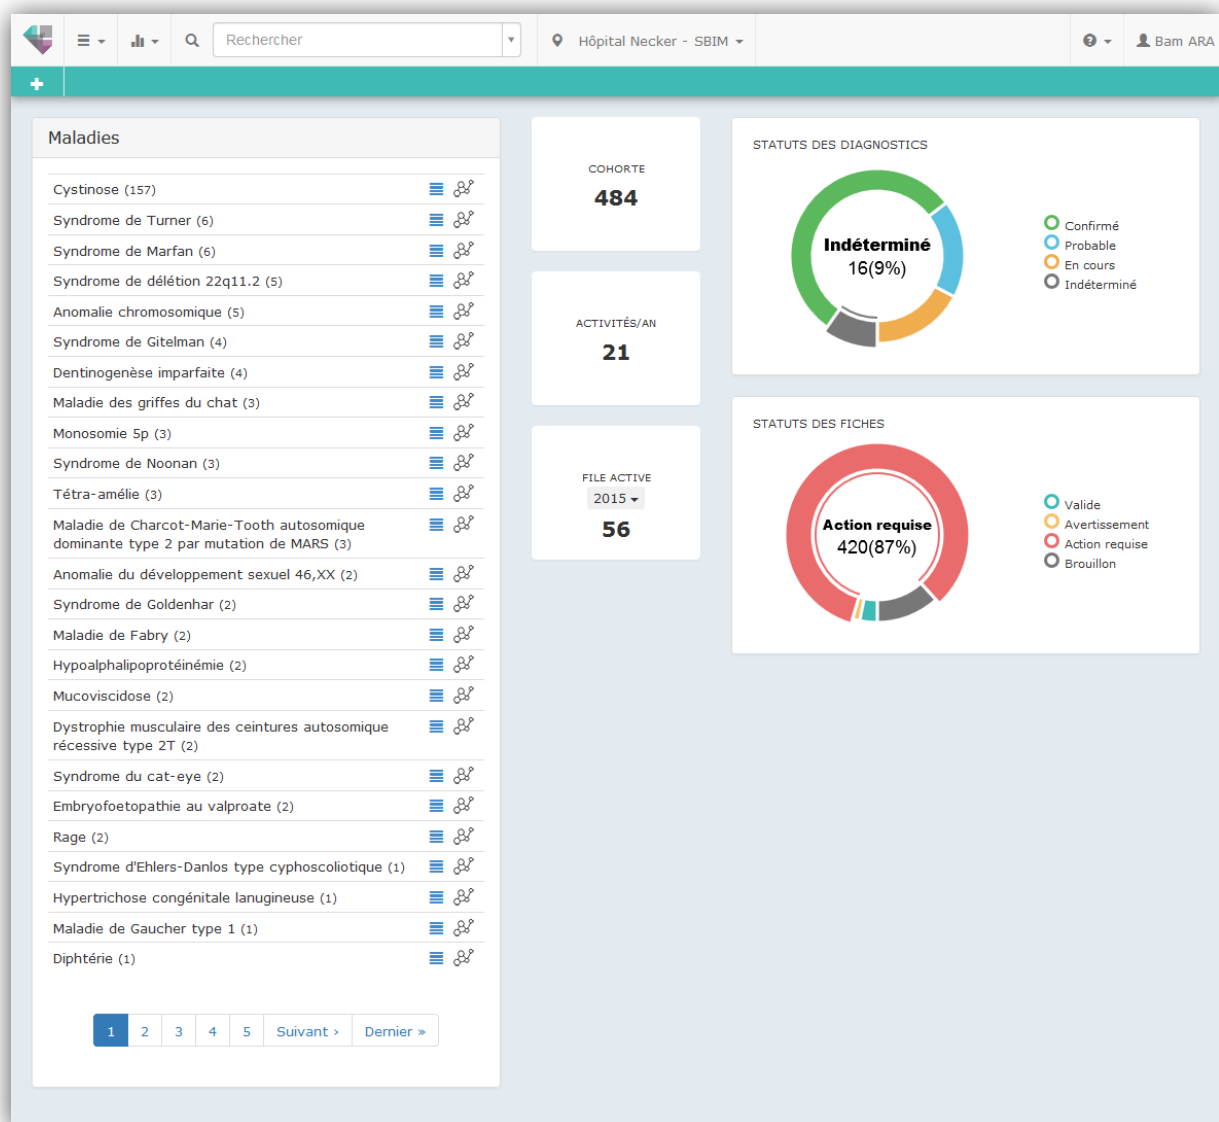 Rechercher
Hôpital Necker - SBIM
Bam ARA
Maladies
Cystinose (157)
Syndrome de Turner (6)
Syndrome de Marfan (6)
Syndrome de délétion 22q11.2 (5)
Anomalie chromosomique (5)
Syndrome de Gitelman (4)
Dentinogenèse imparfaite (4)
Maladie des griffes du chat (3)
Monosomie 5p (3)
Syndrome de Noonan (3)
Tétra-amélie (3)
Maladie de Charcot-Marie-Tooth autosomique
dominante type 2 par mutation de MARS (3)
Anomalie du développement sexuel 46,XX (2)
Syndrome de Goldenhar (2)
Maladie de Fabry (2)
Hypoalphalipoprotéinémie (2)
Mucoviscidose (2)
Dystrophie musculaire des ceintures autosomique
récessive type 2T (2)
Syndrome du cat-eye (2)
Embryofoetopathie au valproate (2)
Rage (2)
Syndrome d'Ehlers-Danlos type cyphoscoliotique (1)
Hypertrichose congénitale lanugineuse (1)
Maladie de Gaucher type 1 (1)
Diphtérie (1)
1 2 3 4 5 Suivant › Dernier »
COHORTE
484
ACTIVITÉS/AN
21
FILE ACTIVE
2015
56
STATUTS DES DIAGNOSTICS
Indéterminé
16(9%)
Confirmé
Probable
En cours
Indéterminé
STATUTS DES FICHES
Action requise
420(87%)
Valide
Avertissement
Action requise
Brouillon